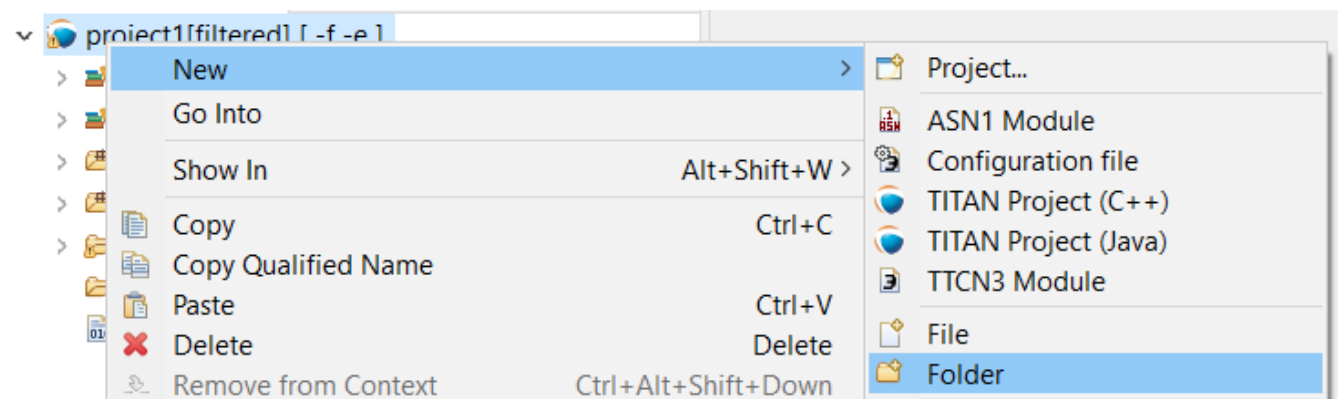 project1[filtered] [ -f -e ]
New >
Go Into
Show In Alt+Shift+W >
Copy Ctrl+C
Copy Qualified Name
Paste Ctrl+V
Delete Delete
Remove from Context Ctrl+Alt+Shift+Down
Project...
ASN1 Module
Configuration file
TITAN Project (C++)
TITAN Project (Java)
TTCN3 Module
File
Folder